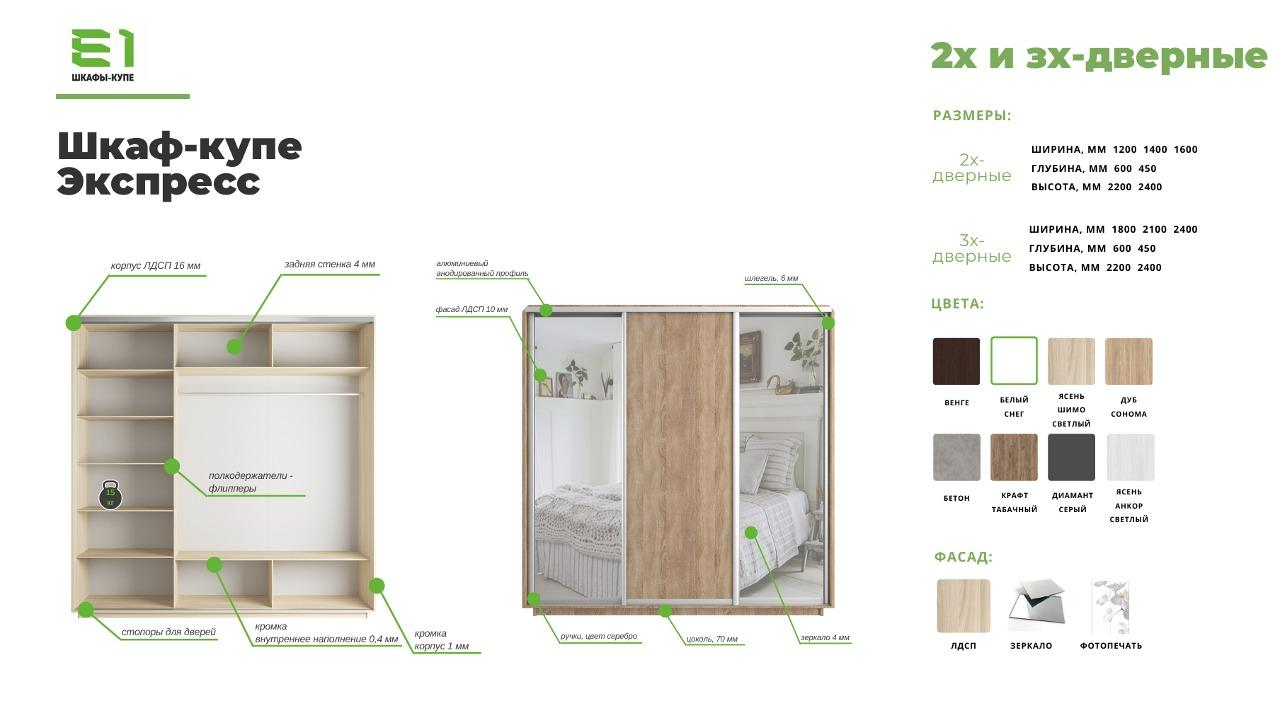 E1
ШКАФЫ-КУПЕ
Шкаф-купе
Экспресс
корпус ЛДСП 16 мм
задняя стенка 4 мм
полкодержатели -
флипперы
15
кг
стопоры для дверей
кромка
внутреннее наполнение 0,4 мм
кромка
корпус 1 мм
алюминиевый
анодированный профиль
фасад ЛДСП 10 мм
шлегель, 6 мм
ручки, цвет серебро
цоколь, 70 мм
зеркало 4 мм
2х и 3х-дверные
РАЗМЕРЫ:
2х-
дверные
ШИРИНА, ММ 1200 1400 1600
ГЛУБИНА, ММ 600 450
ВЫСОТА, ММ 2200 2400
3х-
дверные
ШИРИНА, ММ 1800 2100 2400
ГЛУБИНА, ММ 600 450
ВЫСОТА, ММ 2200 2400
ЦВЕТА:
ВЕНГЕ
БЕЛЫЙ
СНЕГ
ЯСЕНЬ
ШИМО
СВЕТЛЫЙ
ДУБ
СОНОМА
БЕТОН
КРАФТ
ТАБАЧНЫЙ
ДИАМАНТ
СЕРЫЙ
ЯСЕНЬ
АНКОР
СВЕТЛЫЙ
ФАСАД:
ЛДСП
ЗЕРКАЛО
ФОТОПЕЧАТЬ